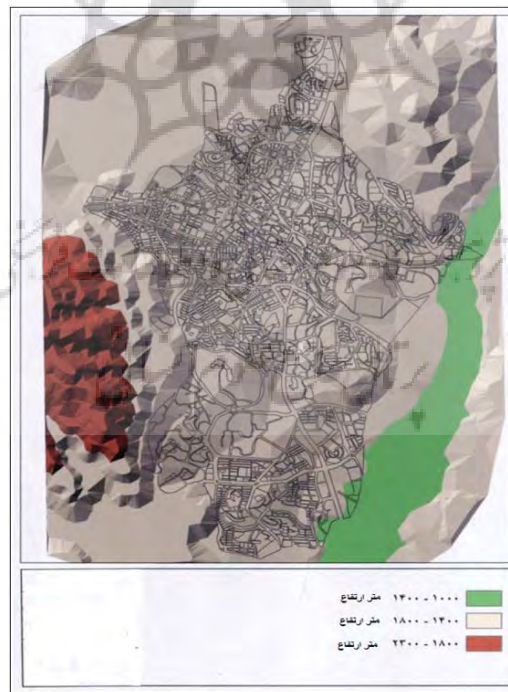 ۱۰۰۰ - ۱۴۰۰ متر ارتفاع
۱۴۰۰ - ۱۸۰۰ متر ارتفاع
۱۸۰۰ - ۲۳۰۰ متر ارتفاع